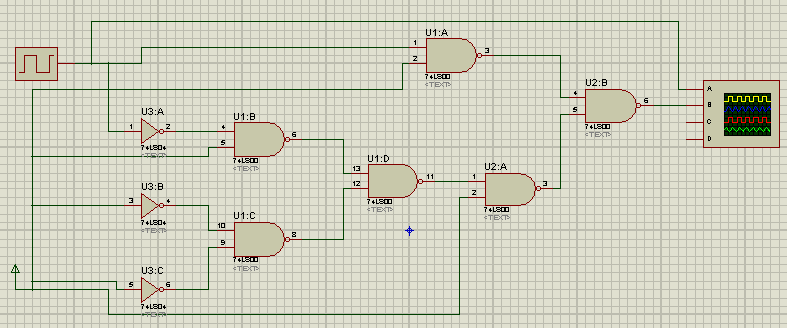 U1:A
1
3
2
74LS00
<TEXT>
U2:B
4
6
5
74LS00
<TEXT>
A
B
C
D
U3:A
1
2
74LS04
<TEXT>
U1:B
4
6
5
74LS00
<TEXT>
U1:D
13
11
12
74LS00
<TEXT>
U2:A
1
3
2
74LS00
<TEXT>
U3:B
3
4
74LS04
<TEXT>
U1:C
10
8
9
74LS00
<TEXT>
U3:C
5
6
74LS04
<TEXT>